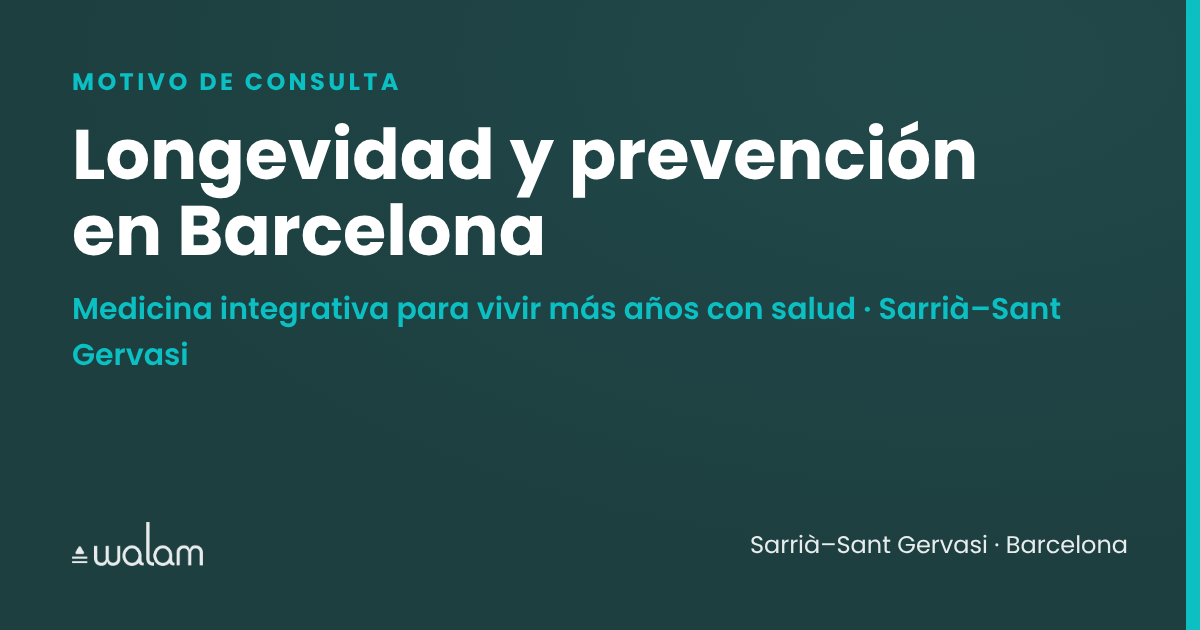 MOTIVO DE CONSULTA
Longevidad y prevención
en Barcelona
Medicina integrativa para vivir más años con salud · Sarrià–Sant
Gervasi
walam
Sarrià–Sant Gervasi · Barcelona